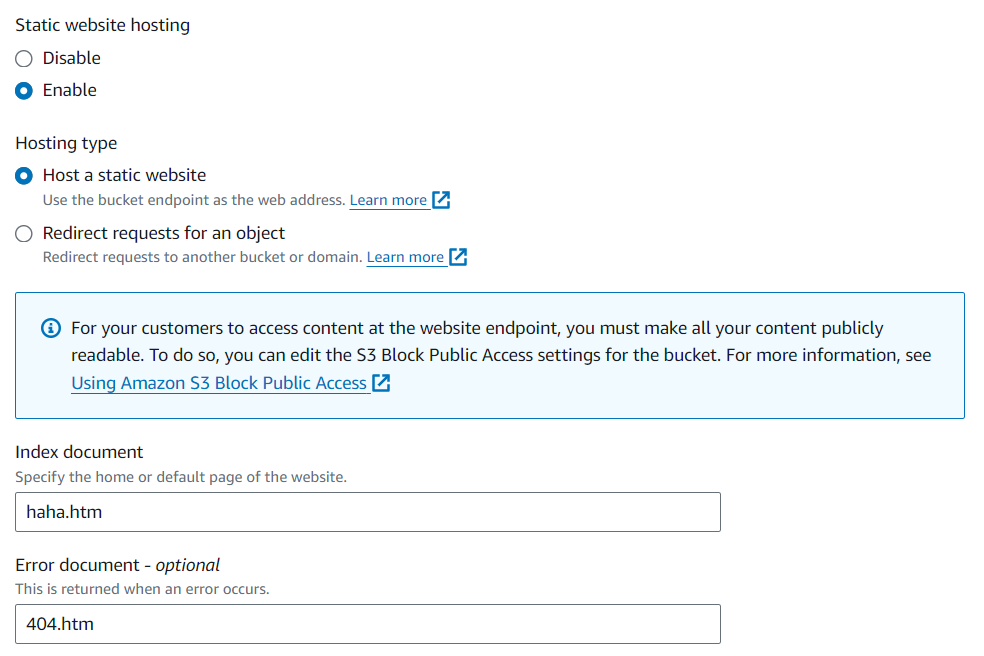 Static website hosting
Disable
Enable
Hosting type
Host a static website
Use the bucket endpoint as the web address. Learn more
Redirect requests for an object
Redirect requests to another bucket or domain. Learn more
For your customers to access content at the website endpoint, you must make all your content publicly
readable. To do so, you can edit the S3 Block Public Access settings for the bucket. For more information, see
Using Amazon S3 Block Public Access
Index document
Specify the home or default page of the website.
haha.htm
Error document - optional
This is returned when an error occurs.
404.htm